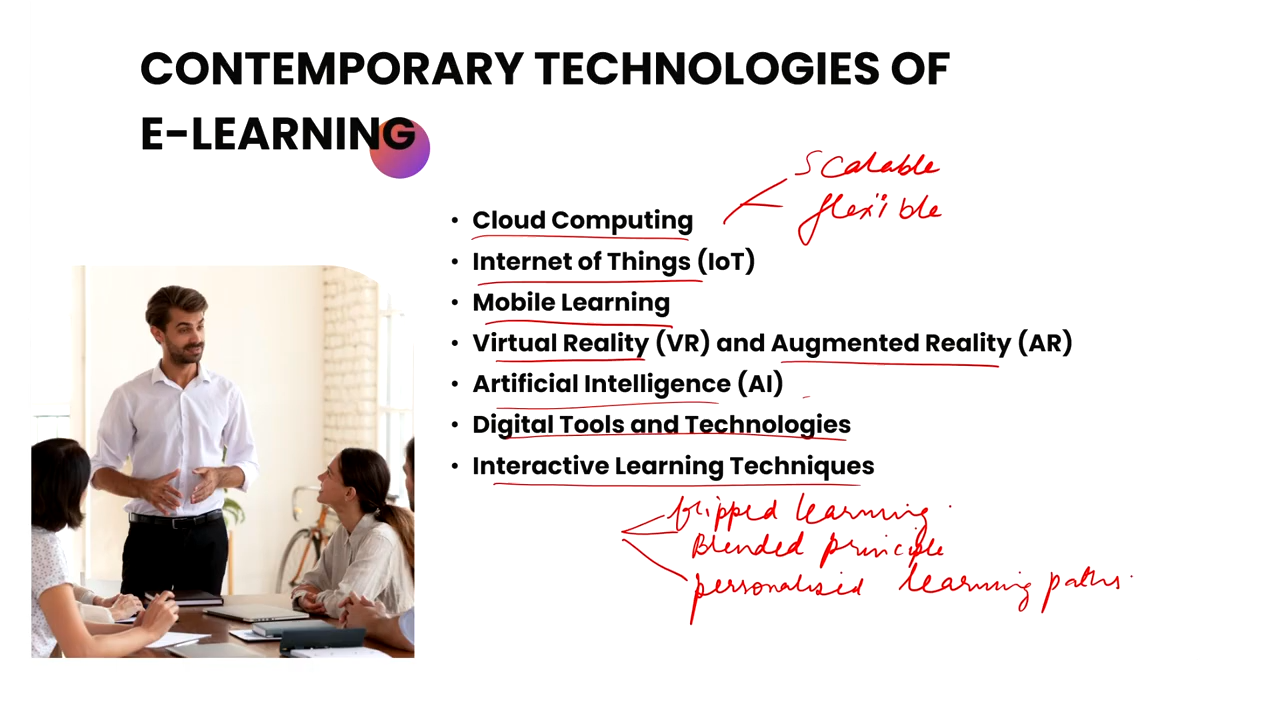 CONTEMPORARY TECHNOLOGIES OF
E-LEARNING
scalable
flexible
• Cloud Computing
• Internet of Things (IoT)
• Mobile Learning
• Virtual Reality (VR) and Augmented Reality (AR)
• Artificial Intelligence (AI)
• Digital Tools and Technologies
• Interactive Learning Techniques
flipped learning
Blended principle
personalised learning paths